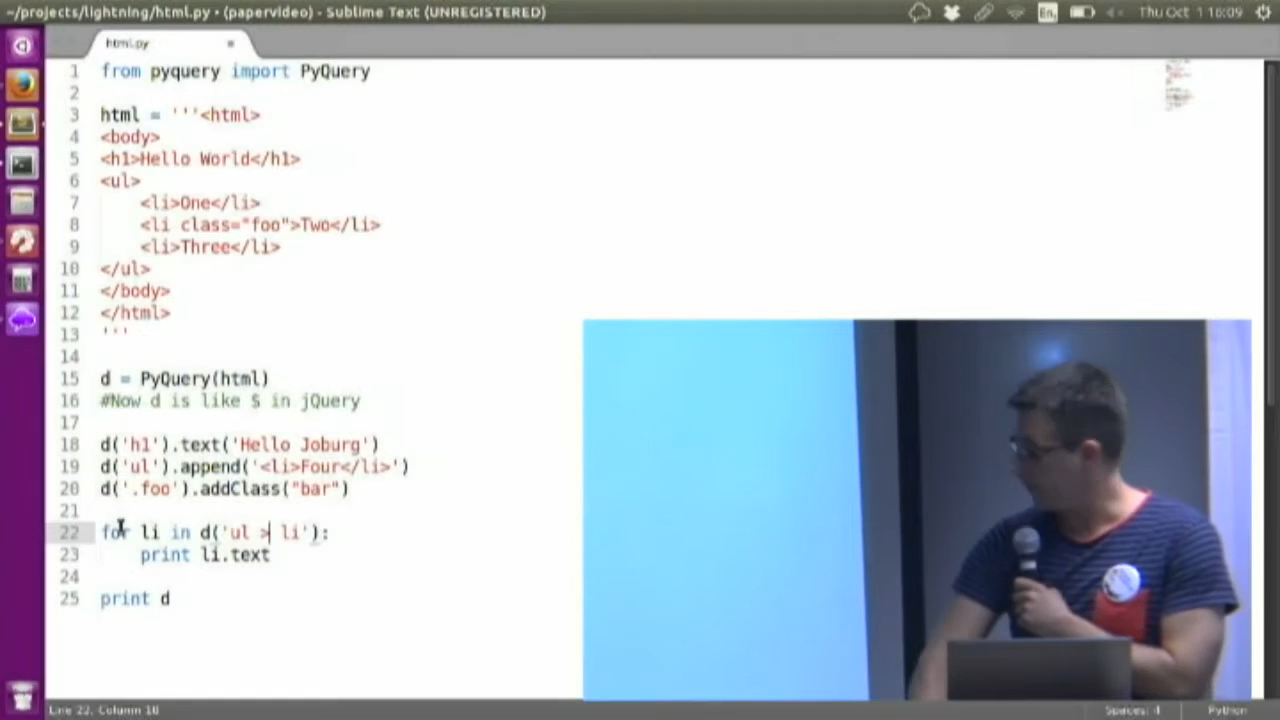 ~/projects/lightning/html.py • (papervideo) - Sublime Text (UNREGISTERED)
En
Thu Oct 1 16:09
html.py
1 from pyquery import PyQuery
2
3 html = '''<html>
4 <body>
5 <h1>Hello World</h1>
6 <ul>
7 <li>One</li>
8 <li class="foo">Two</li>
9 <li>Three</li>
10 </ul>
11 </body>
12 </html>
13 '''
14
15 d = PyQuery(html)
16 #Now d is like $ in jQuery
17
18 d('h1').text('Hello Joburg')
19 d('ul').append('<li>Four</li>')
20 d('.foo').addClass("bar")
21
22 for li in d('ul > li'):
23 print li.text
24
25 print d
Line 22, Column 18
Spaces: 4
Python